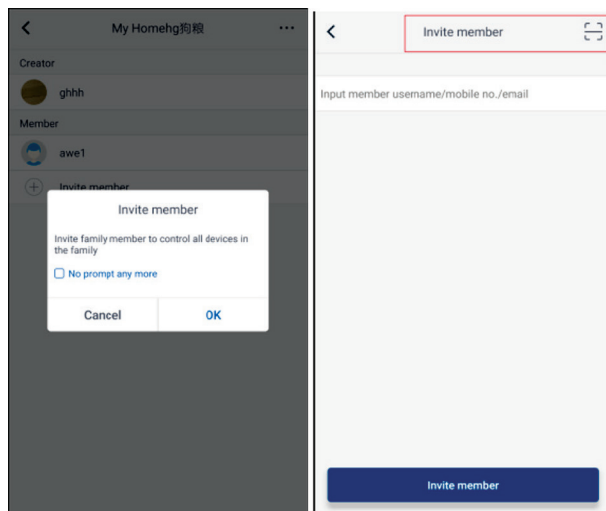 My Homehg狗粮
Creator
ghhh
Member
awe1
Invite member
Invite member
Invite family member to control all devices in
the family
No prompt any more
Cancel
OK
Invite member
Input member username/mobile no./email
Invite member